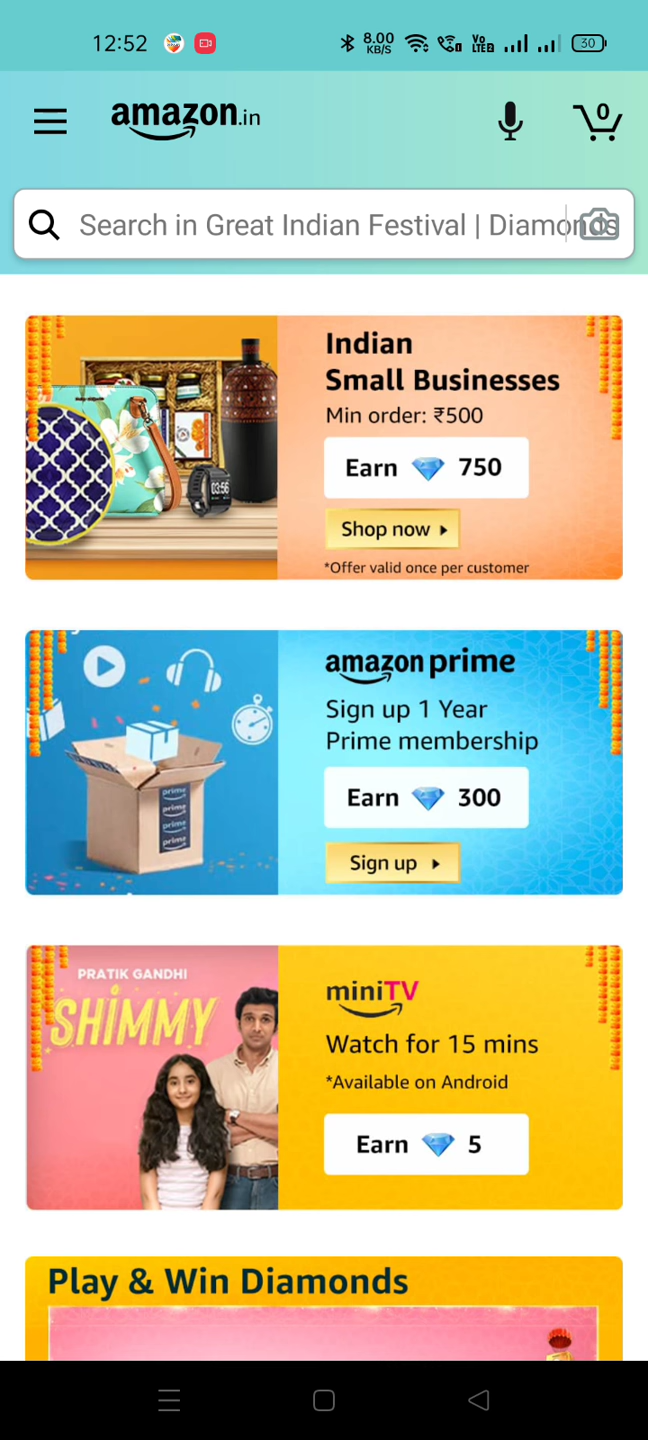 12:52
8.00
KB/S
Vo
LTE2
30
amazon.in
0
Search in Great Indian Festival | Diamonds
Indian
Small Businesses
Min order: ₹500
Earn 750
Shop now
*Offer valid once per customer
03:56
prime
prime
prime
prime
amazon prime
Sign up 1 Year
Prime membership
Earn 300
Sign up
PRATIK GANDHI
SHIMMY
miniTV
Watch for 15 mins
*Available on Android
Earn 5
Play & Win Diamonds